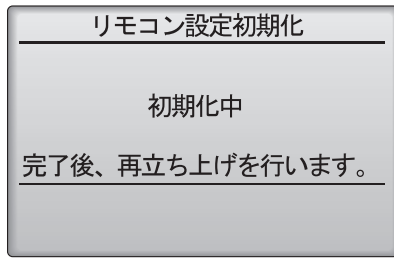 リモコン設定初期化
初期化中
完了後、再立ち上げを行います。